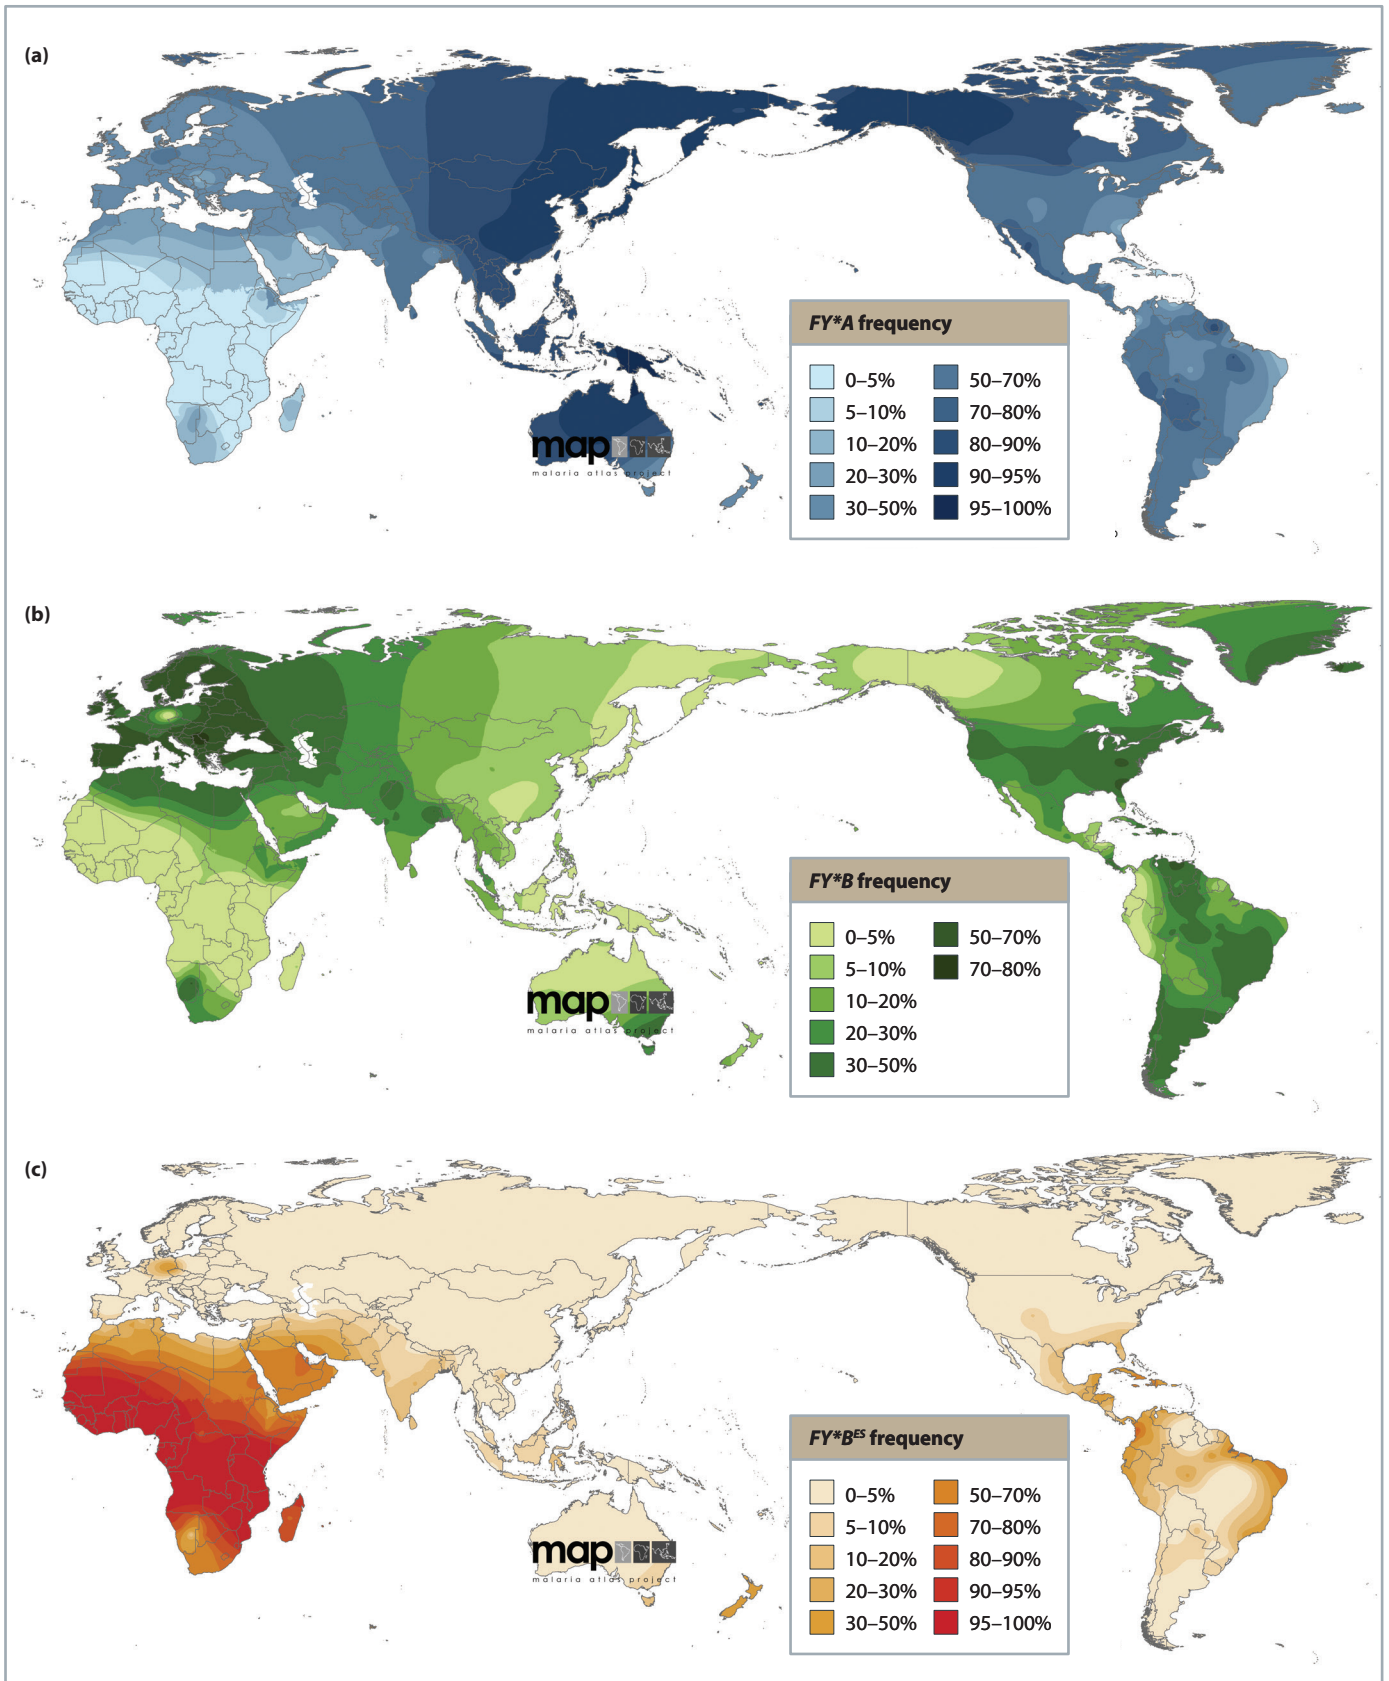 (a)
map
malaria atlas project
FY*A frequency
0–5% 50–70%
5–10% 70–80%
10–20% 80–90%
20–30% 90–95%
30–50% 95–100%
(b)
map
malaria atlas project
FY*B frequency
0–5% 50–70%
5–10% 70–80%
10–20%
20–30%
30–50%
(c)
map
malaria atlas project
FY*B^ES frequency
0–5% 50–70%
5–10% 70–80%
10–20% 80–90%
20–30% 90–95%
30–50% 95–100%